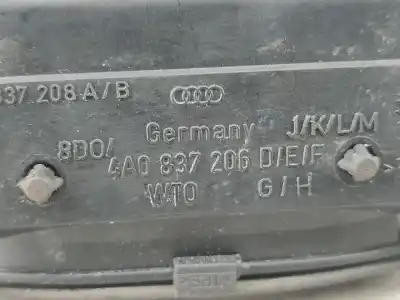 837 208 A/B
Germany J/K/L/M
8D0/
4A0 837 206 D/E/F
WTO G/H